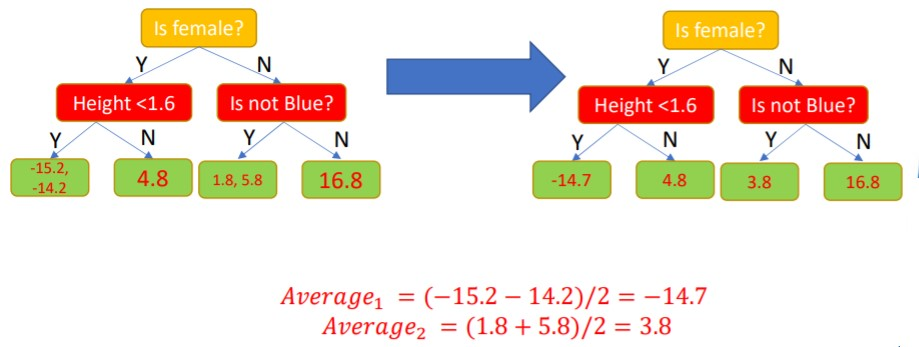 Is female?
Y
N
Height <1.6
Is not Blue?
Y
N
Y
N
-15.2,
-14.2
4.8
1.8, 5.8
16.8
Is female?
Y
N
Height <1.6
Is not Blue?
Y
N
Y
N
-14.7
4.8
3.8
16.8
Average₁ = (−15.2 − 14.2)/2 = −14.7
Average₂ = (1.8 + 5.8)/2 = 3.8